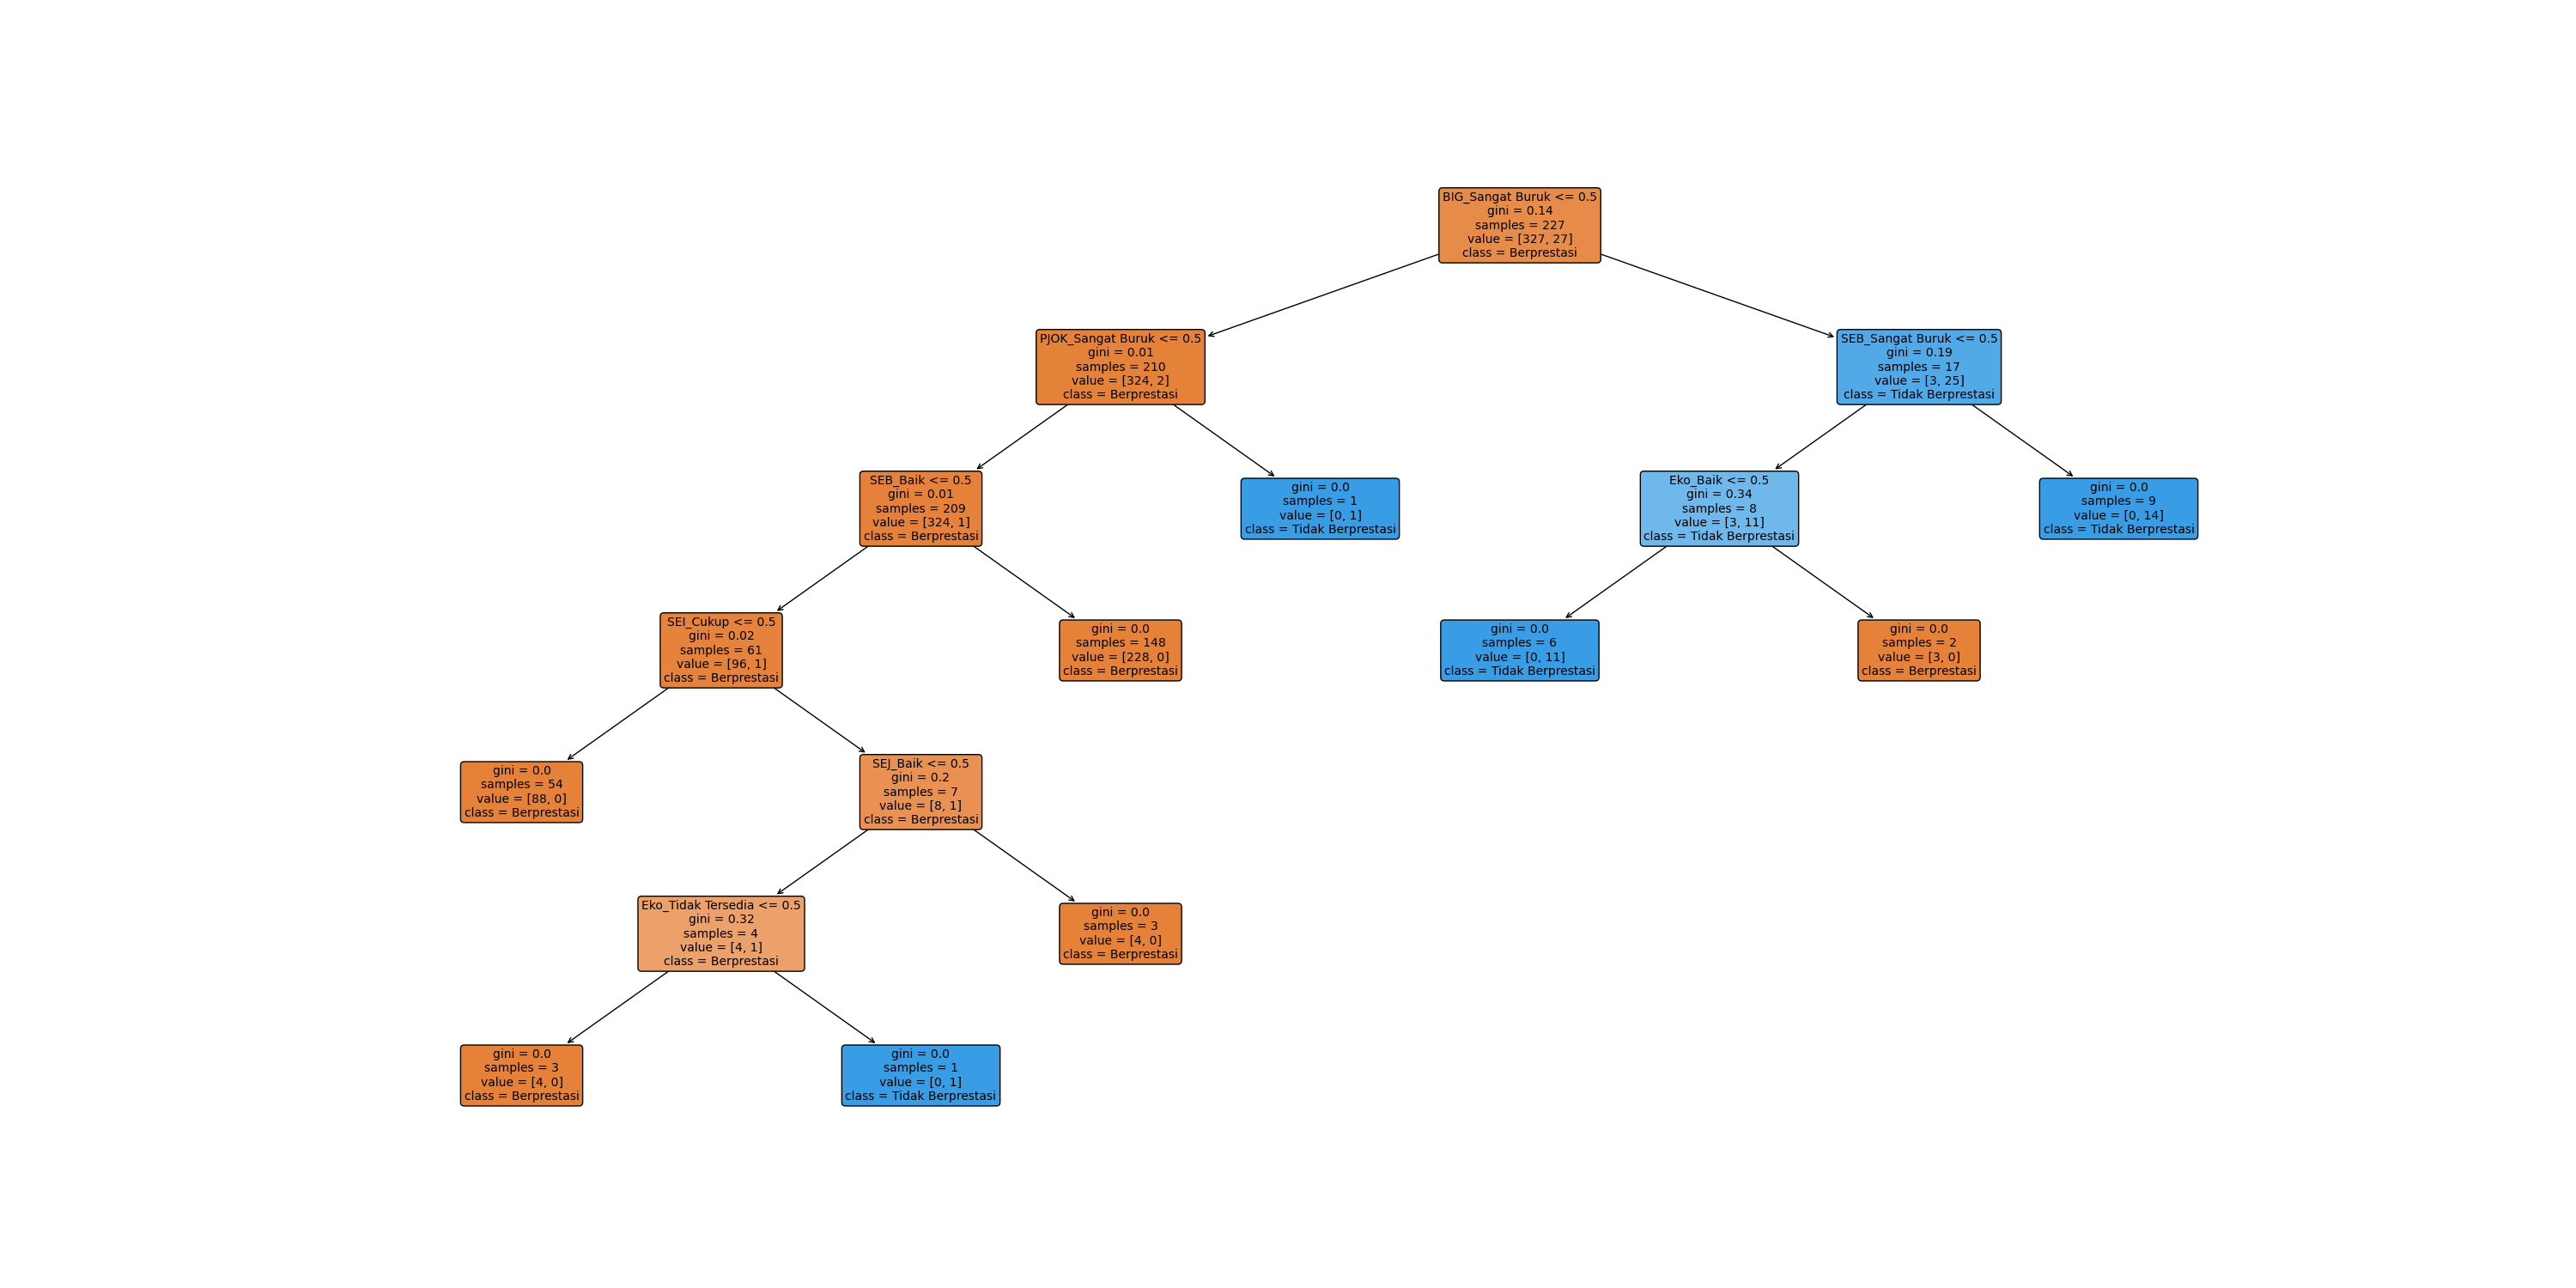 BIG_Sangat Buruk <= 0.5
gini = 0.14
samples = 227
value = [327, 27]
class = Berprestasi
PJOK_Sangat Buruk <= 0.5
gini = 0.01
samples = 210
value = [324, 2]
class = Berprestasi
SEB_Sangat Buruk <= 0.5
gini = 0.19
samples = 17
value = [3, 25]
class = Tidak Berprestasi
SEB_Baik <= 0.5
gini = 0.01
samples = 209
value = [324, 1]
class = Berprestasi
gini = 0.0
samples = 1
value = [0, 1]
class = Tidak Berprestasi
Eko_Baik <= 0.5
gini = 0.34
samples = 8
value = [3, 11]
class = Tidak Berprestasi
gini = 0.0
samples = 9
value = [0, 14]
class = Tidak Berprestasi
SEI_Cukup <= 0.5
gini = 0.02
samples = 61
value = [96, 1]
class = Berprestasi
gini = 0.0
samples = 148
value = [228, 0]
class = Berprestasi
gini = 0.0
samples = 6
value = [0, 11]
class = Tidak Berprestasi
gini = 0.0
samples = 2
value = [3, 0]
class = Berprestasi
gini = 0.0
samples = 54
value = [88, 0]
class = Berprestasi
SEJ_Baik <= 0.5
gini = 0.2
samples = 7
value = [8, 1]
class = Berprestasi
Eko_Tidak Tersedia <= 0.5
gini = 0.32
samples = 4
value = [4, 1]
class = Berprestasi
gini = 0.0
samples = 3
value = [4, 0]
class = Berprestasi
gini = 0.0
samples = 3
value = [4, 0]
class = Berprestasi
gini = 0.0
samples = 1
value = [0, 1]
class = Tidak Berprestasi